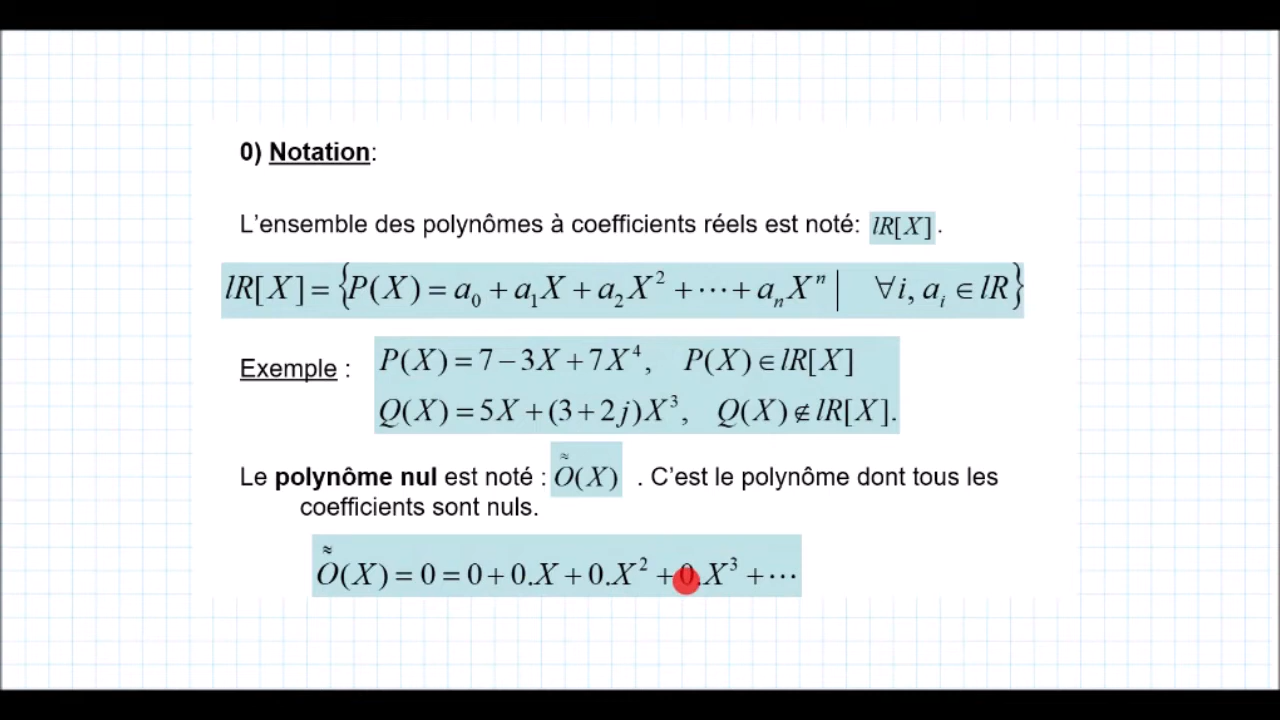 0) Notation:
L’ensemble des polynômes à coefficients réels est noté: lR[X].
lR[X] = {P(X) = a₀ + a₁X + a₂X² + ⋯ + aₙXⁿ | ∀i, aᵢ ∈ lR}
Exemple : P(X) = 7 − 3X + 7X⁴, P(X) ∈ lR[X]
Q(X) = 5X + (3 + 2j)X³, Q(X) ∉ lR[X].
Le polynôme nul est noté : Õ̃(X) . C’est le polynôme dont tous les
coefficients sont nuls.
Õ̃(X) = 0 = 0 + 0.X + 0.X² + 0.X³ + ⋯